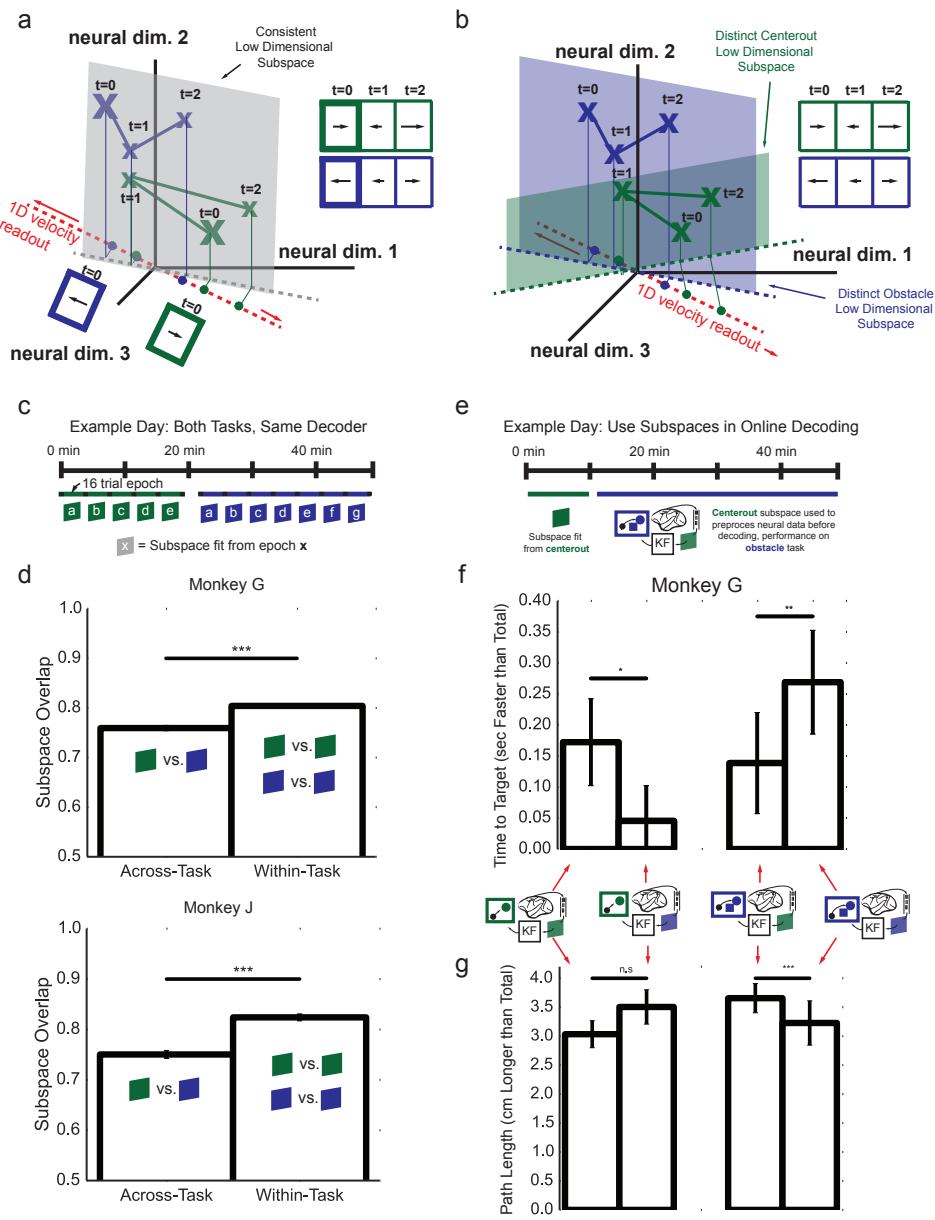 a
neural dim. 2
Consistent
Low Dimensional
Subspace
t=0
t=1
t=2
t=0 t=1 t=2
t=1
t=2
t=0
1D velocity
readout
neural dim. 1
t=0
t=0
neural dim. 3
b
neural dim. 2
Distinct Centerout
Low Dimensional
Subspace
t=0
t=1
t=2
t=0 t=1 t=2
t=1
t=2
t=0
neural dim. 1
1D velocity readout
Distinct Obstacle
Low Dimensional
Subspace
neural dim. 3
c
Example Day: Both Tasks, Same Decoder
0 min 20 min 40 min
16 trial epoch
a b c d e a b c d e f g
x = Subspace fit from epoch x
e
Example Day: Use Subspaces in Online Decoding
0 min 20 min 40 min
Subspace fit
from centerout
KF
Centerout subspace used to
preproces neural data before
decoding, performance on
obstacle task
d
Monkey G
Subspace Overlap
1.0
0.9
0.8
0.7
0.6
0.5
***
vs.
vs.
vs.
Across-Task Within-Task
Monkey J
Subspace Overlap
1.0
0.9
0.8
0.7
0.6
0.5
***
vs.
vs.
vs.
Across-Task Within-Task
f
Monkey G
Time to Target (sec Faster than Total)
0.40
0.35
0.30
0.25
0.20
0.15
0.10
0.05
0.00
*
**
KF KF KF KF
g
Path Length (cm Longer than Total)
4.0
3.5
3.0
2.5
2.0
1.5
1.0
0.5
0.0
n.s
***